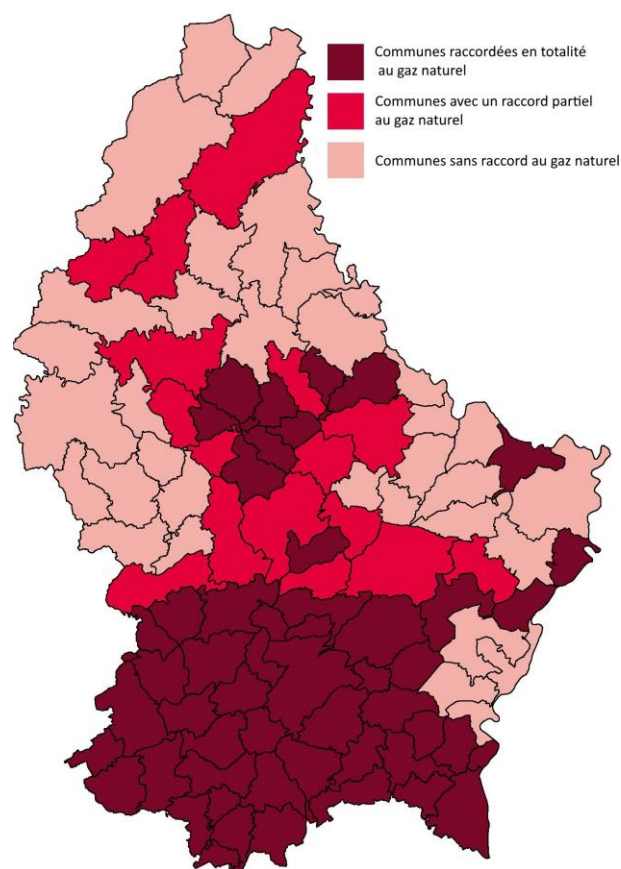 Communes raccordées en totalité
au gaz naturel
Communes avec un raccord partiel
au gaz naturel
Communes sans raccord au gaz naturel